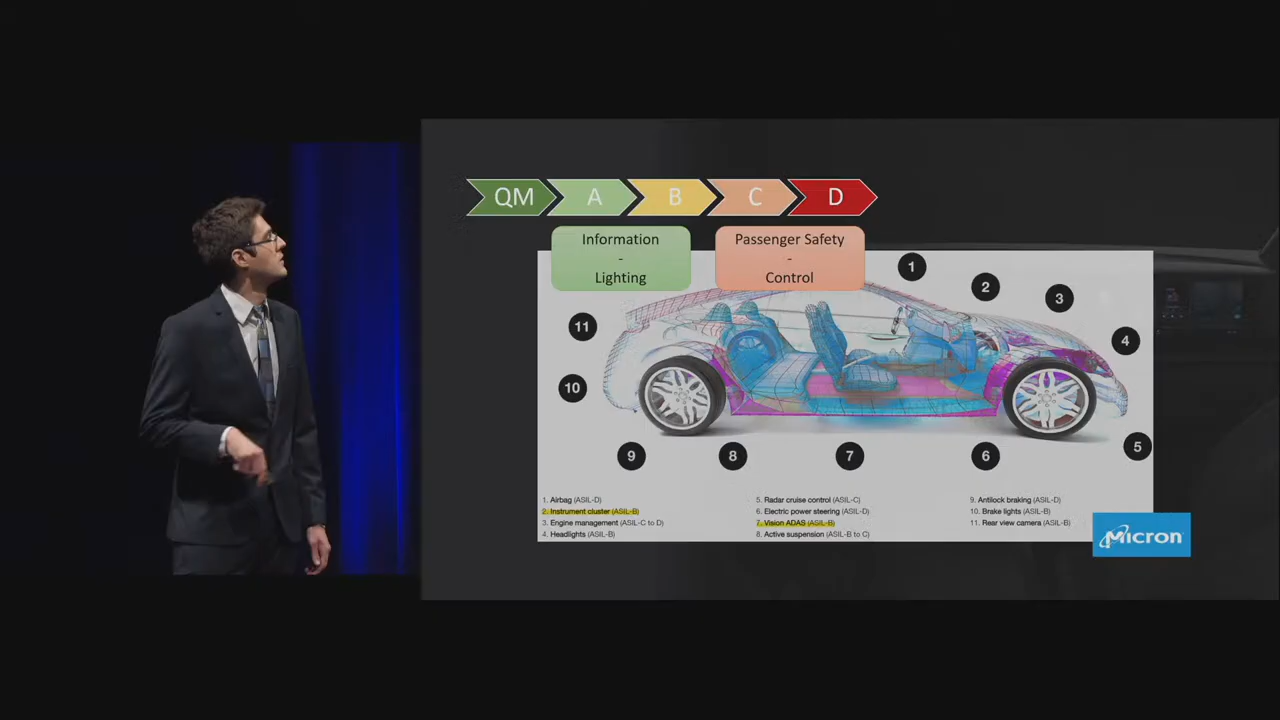 QM A B C D
Information
-
Lighting
Passenger Safety
-
Control
1
2
3
4
5
6
7
8
9
10
11
1. Airbag (ASIL-D)
2. Instrument cluster (ASIL-B)
3. Engine management (ASIL-C to D)
4. Headlights (ASIL-B)
5. Radar cruise control (ASIL-C)
6. Electric power steering (ASIL-D)
7. Vision ADAS (ASIL-B)
8. Active suspension (ASIL-B to C)
9. Antilock braking (ASIL-D)
10. Brake lights (ASIL-B)
11. Rear view camera (ASIL-B)
Micron